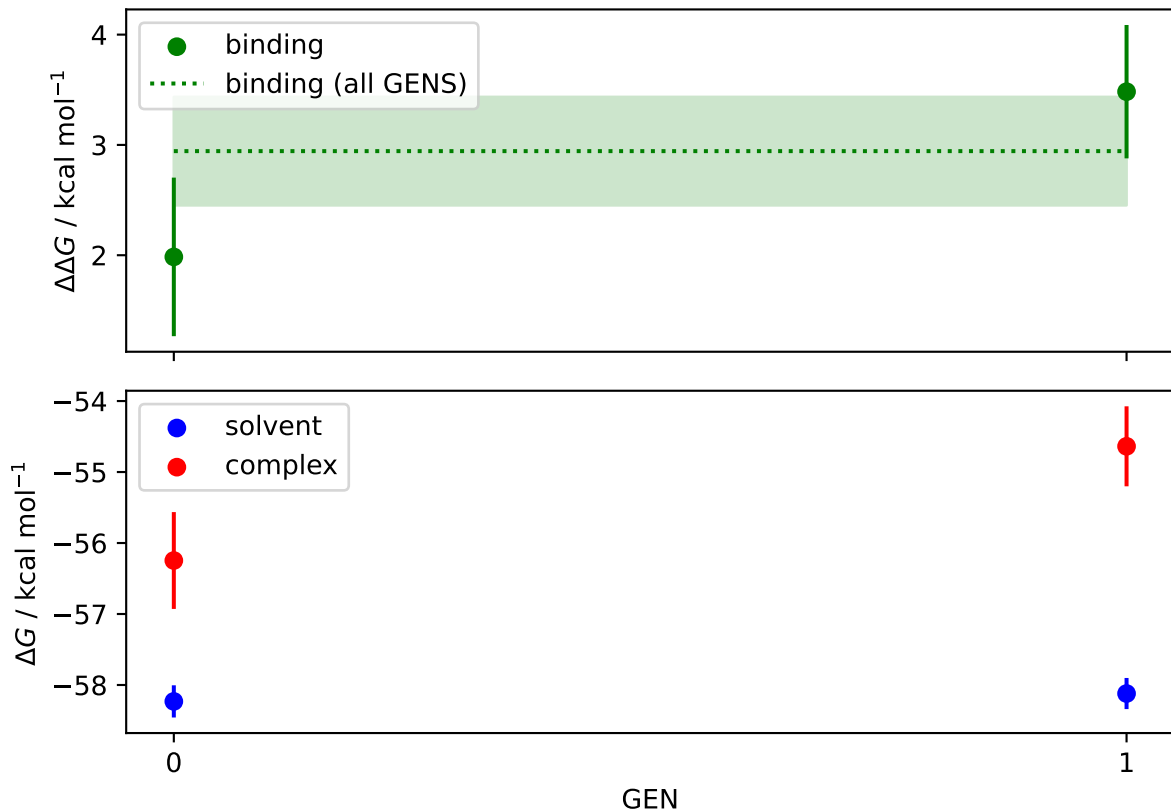 4
3
2
ΔΔG / kcal mol⁻¹
binding
binding (all GENS)
−54
−55
−56
−57
−58
ΔG / kcal mol⁻¹
solvent
complex
0
1
GEN